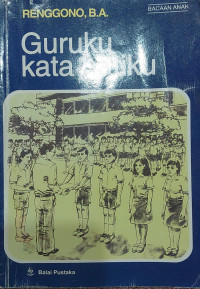 RENGGONO, B.A.
BACAAN ANAK
Guruku
kata
Balai Pustaka